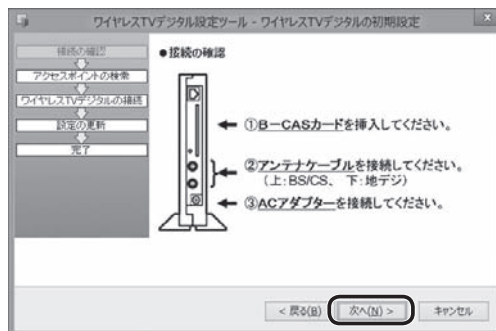 ワイヤレスTVデジタル設定ツール - ワイヤレスTVデジタルの初期設定
x
接続の確認
アクセスポイントの検索
ワイヤレスTVデジタルの接続
設定の更新
完了
●接続の確認
①B-CASカードを挿入してください。
②アンテナケーブルを接続してください。
(上:BS/CS、 下:地デジ)
③ACアダプターを接続してください。
< 戻る(B)
次へ(N) >
キャンセル